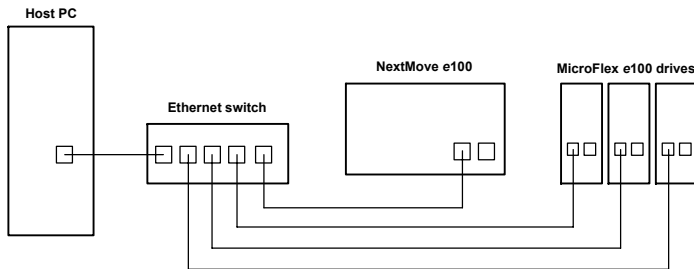 Host PC
NextMove e100
MicroFlex e100 drives
Ethernet switch